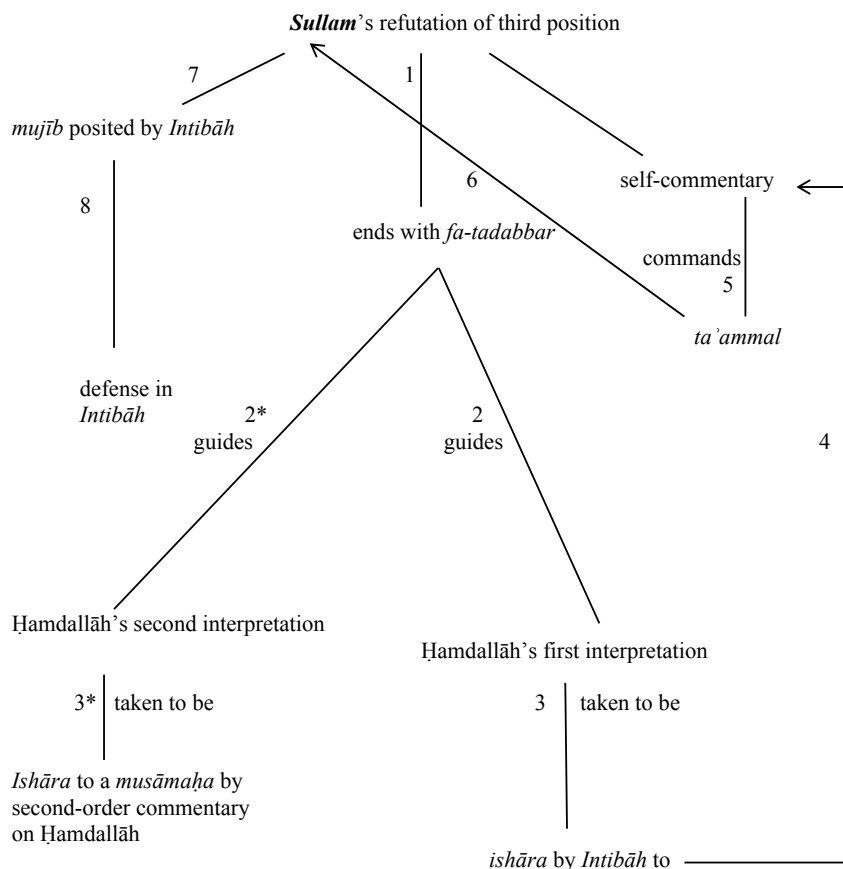 Sullam’s refutation of third position
7
1
mujīb posited by Intibāh
6
self-commentary
8
ends with fa-tadabbar
commands
5
taʾammal
defense in
Intibāh
2*
guides
2
guides
4
Ḥamdallāh’s second interpretation
Ḥamdallāh’s first interpretation
3*
taken to be
3
taken to be
Ishāra to a musāmaḥa by
second-order commentary
on Ḥamdallāh
ishāra by Intibāh to